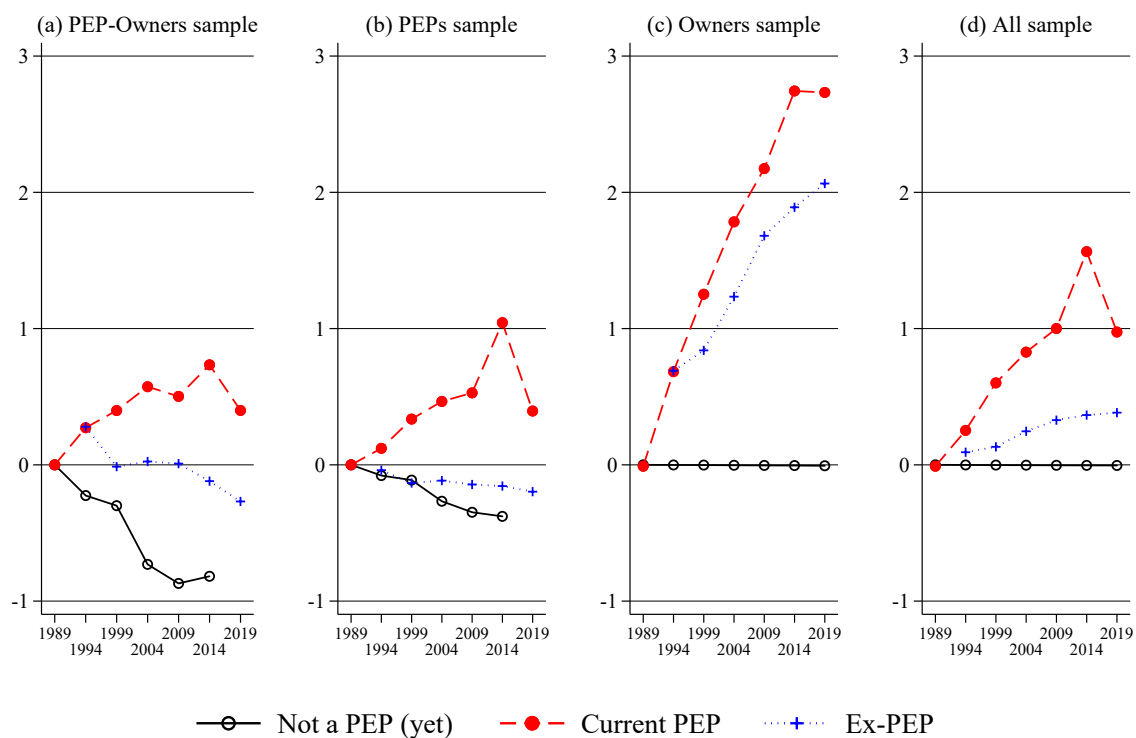 (a) PEP-Owners sample
(b) PEPs sample
(c) Owners sample
(d) All sample
3
2
1
0
-1
1989 1999 2009 2019
1994 2004 2014
3
2
1
0
-1
1989 1999 2009 2019
1994 2004 2014
3
2
1
0
-1
1989 1999 2009 2019
1994 2004 2014
3
2
1
0
-1
1989 1999 2009 2019
1994 2004 2014
Not a PEP (yet)
Current PEP
Ex-PEP